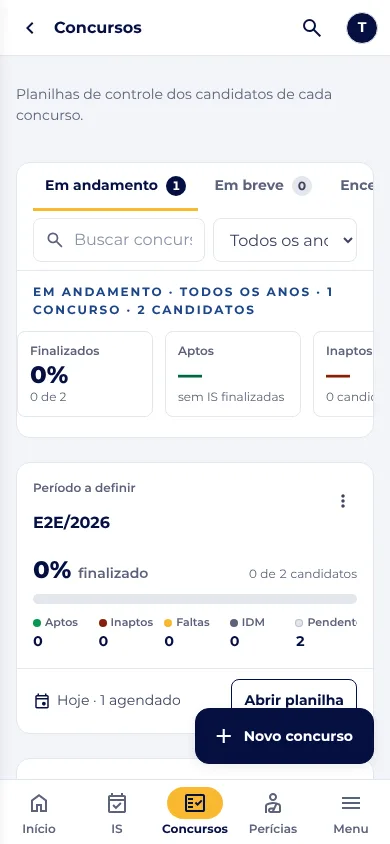 Concursos
T
Planilhas de controle dos candidatos de cada
concurso.
Em andamento 1
Em breve 0
Ence
Buscar concurs
Todos os ano
EM ANDAMENTO · TODOS OS ANOS · 1
CONCURSO · 2 CANDIDATOS
Finalizados
0%
0 de 2
Aptos
—
sem IS finalizadas
Inaptos
—
0 candid
Período a definir
E2E/2026
0% finalizado
0 de 2 candidatos
Aptos
0
Inaptos
0
Faltas
0
IDM
0
Pendent
2
Hoje · 1 agendado
Abrir planilha
+ Novo concurso
Início
IS
Concursos
Perícias
Menu